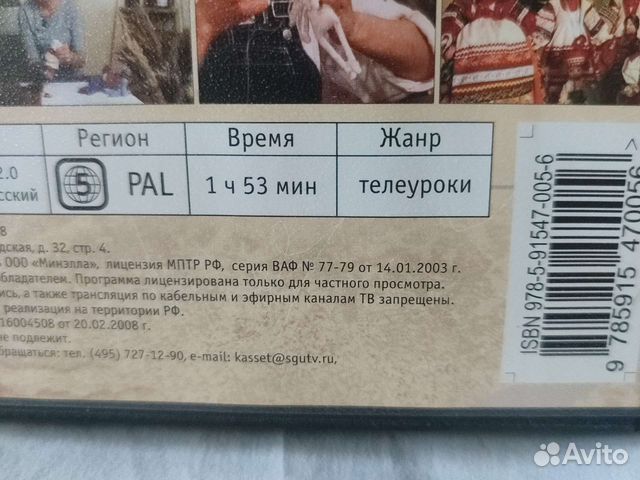 Регион Время Жанр
2.0
сский
5 PAL 1 ч 53 мин телеуроки
8
дская, д. 32, стр. 4.
ООО «Минэлла», лицензия МПТР РФ, серия ВАФ № 77-79 от 14.01.2003 г.
обладателем. Программа лицензирована только для частного просмотра.
ись, а также трансляция по кабельным и эфирным каналам ТВ запрещены.
реализация на территории РФ.
16004508 от 20.02.2008 г.
не подлежит.
бращаться: тел. (495) 727-12-90, e-mail: kasset@sgutv.ru,
ISBN 978-5-91547-005-6
9 785915 470056 >
Avito